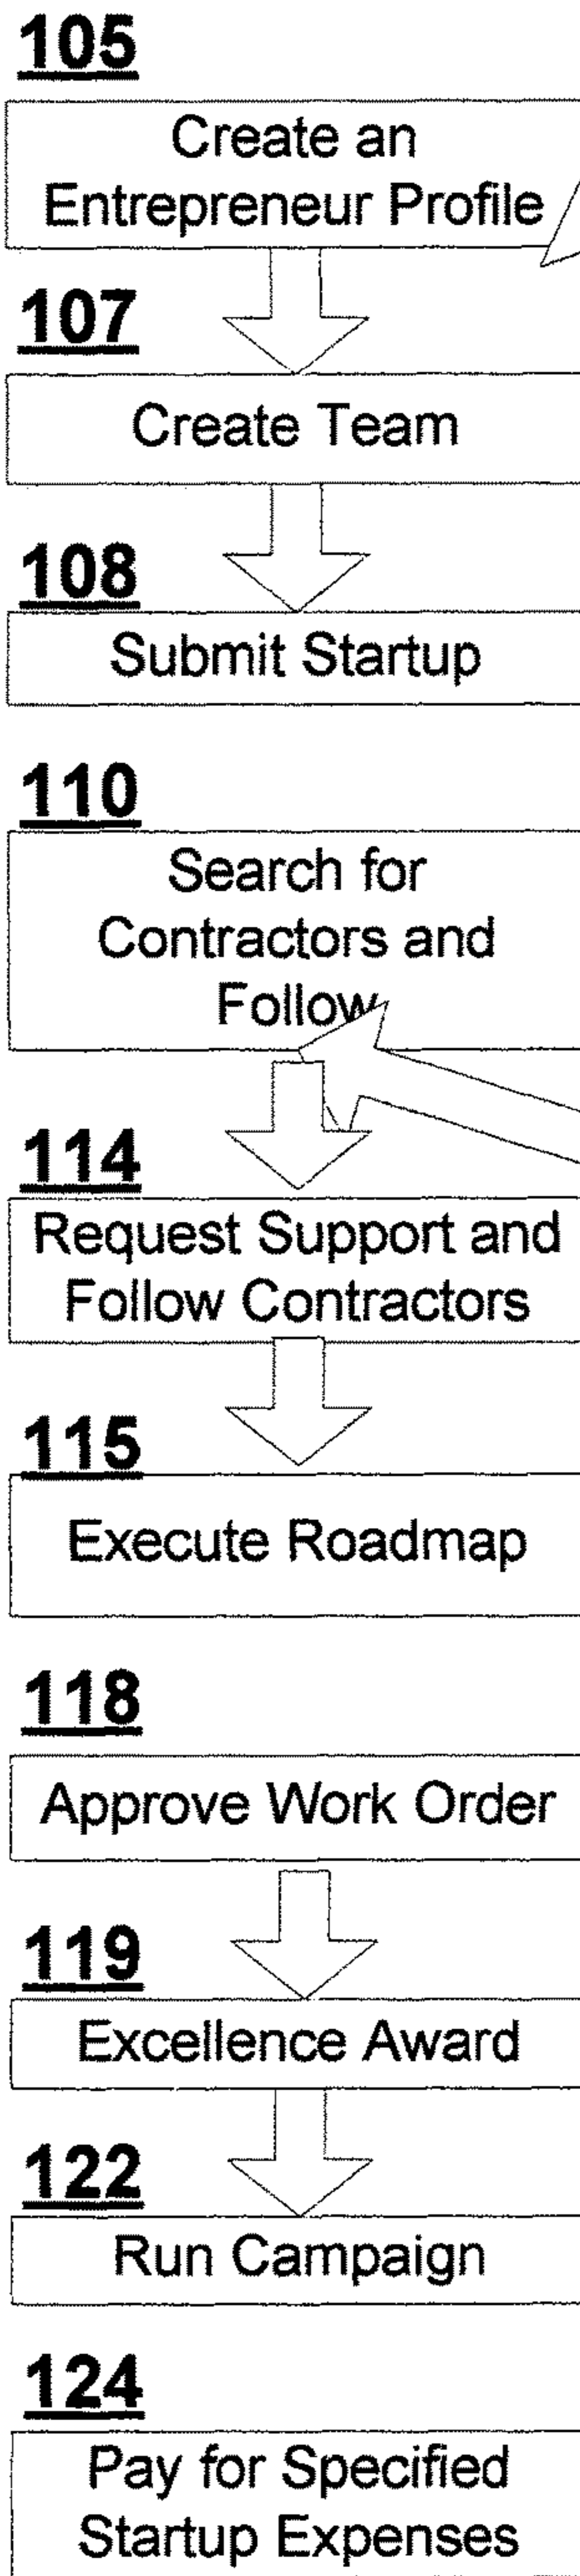 105
Create an
Entrepreneur Profile
107
Create Team
108
Submit Startup
110
Search for
Contractors and
Follow
114
Request Support and
Follow Contractors
115
Execute Roadmap
118
Approve Work Order
119
Excellence Award
122
Run Campaign
124
Pay for Specified
Startup Expenses